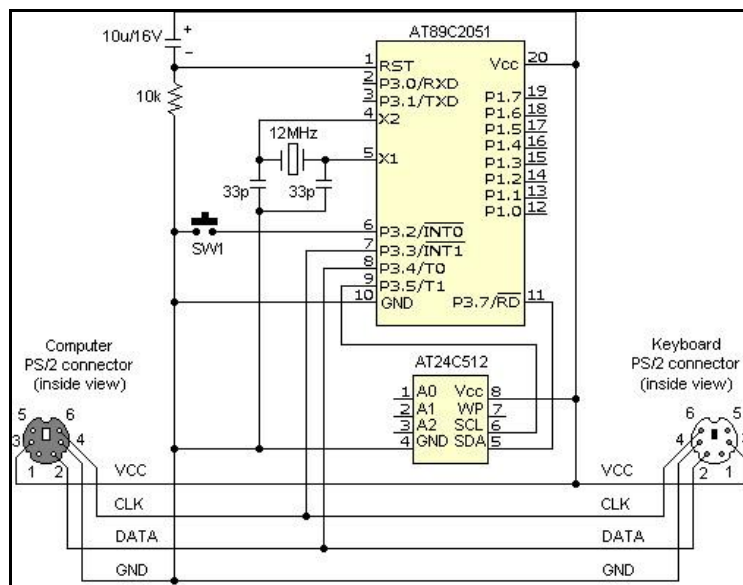 AT89C2051
10u/16V
+
−
10k
1 RST
2 P3.0/RXD
3 P3.1/TXD
4 X2
12MHz
5 X1
33p 33p
6 P3.2/INT0
SW1
7 P3.3/INT1
8 P3.4/T0
9 P3.5/T1
10 GND
Vcc 20
P1.7 19
P1.6 18
P1.5 17
P1.4 16
P1.3 15
P1.2 14
P1.1 13
P1.0 12
P3.7/RD 11
Computer
PS/2 connector
(inside view)
5 6
3 4
1 2
AT24C512
1 A0 Vcc 8
2 A1 WP 7
3 A2 SCL 6
4 GND SDA 5
Keyboard
PS/2 connector
(inside view)
6 5
4
2 1
VCC VCC
CLK CLK
DATA DATA
GND GND